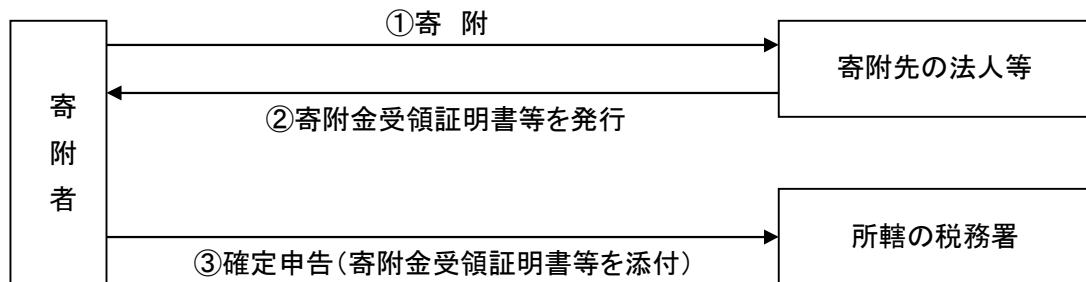 ①寄　附
寄附先の法人等
寄附者
②寄附金受領証明書等を発行
所轄の税務署
③確定申告(寄附金受領証明書等を添付)